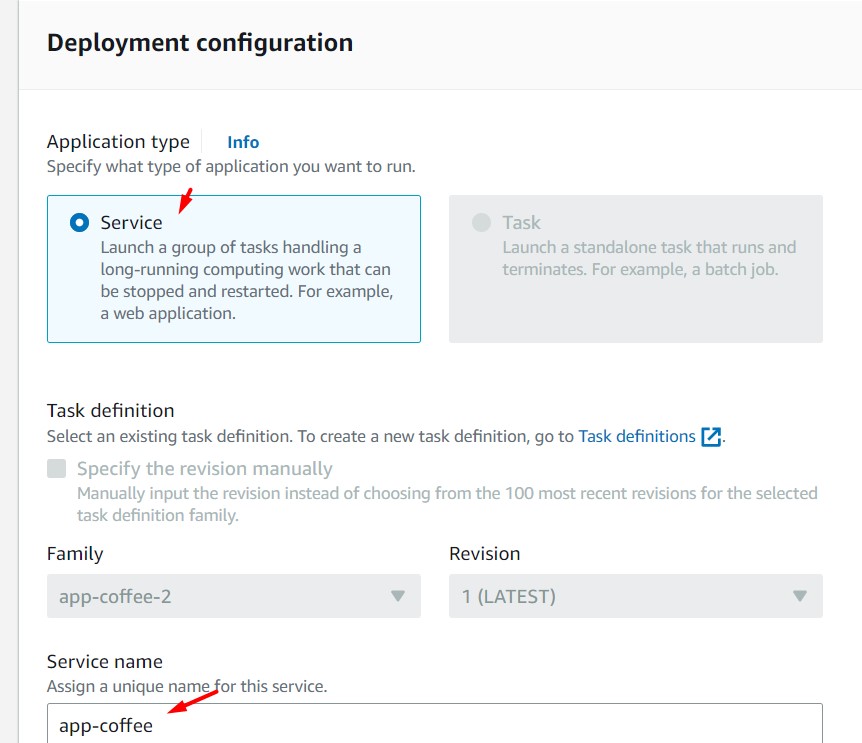 Deployment configuration
Application type Info
Specify what type of application you want to run.
Service
Launch a group of tasks handling a
long-running computing work that can
be stopped and restarted. For example,
a web application.
Task
Launch a standalone task that runs and
terminates. For example, a batch job.
Task definition
Select an existing task definition. To create a new task definition, go to Task definitions .
Specify the revision manually
Manually input the revision instead of choosing from the 100 most recent revisions for the selected
task definition family.
Family
app-coffee-2
Revision
1 (LATEST)
Service name
Assign a unique name for this service.
app-coffee